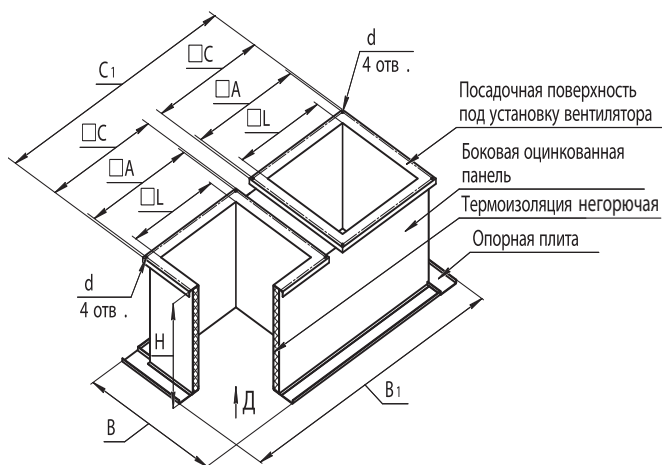 C1
□C
□A
□L
□C
□A
□L
d
4 отв .
Посадочная поверхность
под установку вентилятора
Боковая оцинкованная
панель
Термоизоляция негорючая
Опорная плита
d
4 отв .
H
Д
B
B1